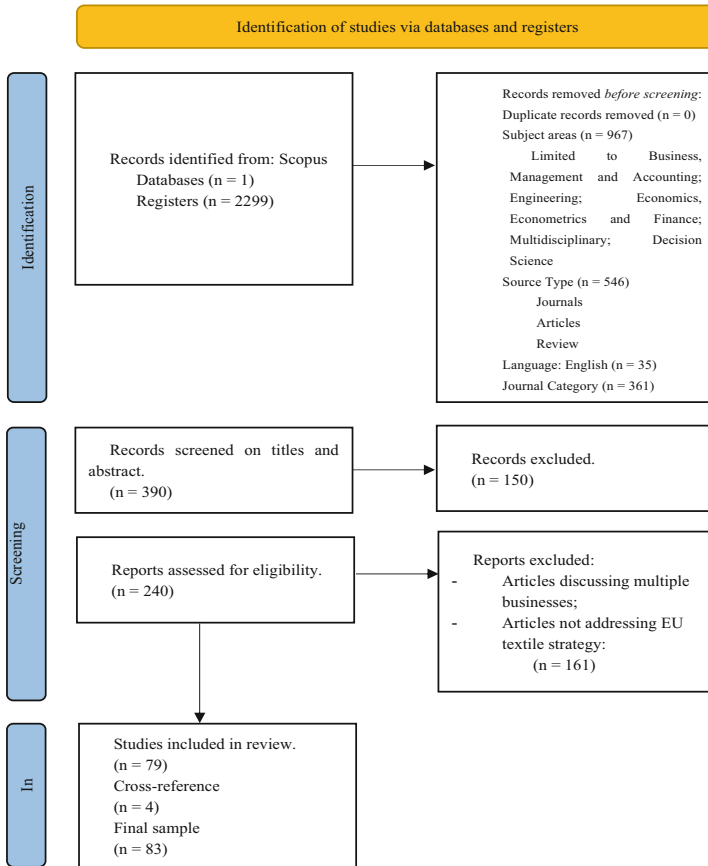 Identification of studies via databases and registers
Identification
Records identified from: Scopus
Databases (n = 1)
Registers (n = 2299)
Records removed before screening:
Duplicate records removed (n = 0)
Subject areas (n = 967)
Limited to Business,
Management and Accounting;
Engineering; Economics,
Econometrics and Finance;
Multidisciplinary; Decision
Science
Source Type (n = 546)
Journals
Articles
Review
Language: English (n = 35)
Journal Category (n = 361)
Screening
Records screened on titles and
abstract.
(n = 390)
Records excluded.
(n = 150)
Reports assessed for eligibility.
(n = 240)
Reports excluded:
- Articles discussing multiple
businesses;
- Articles not addressing EU
textile strategy:
(n = 161)
In
Studies included in review.
(n = 79)
Cross-reference
(n = 4)
Final sample
(n = 83)